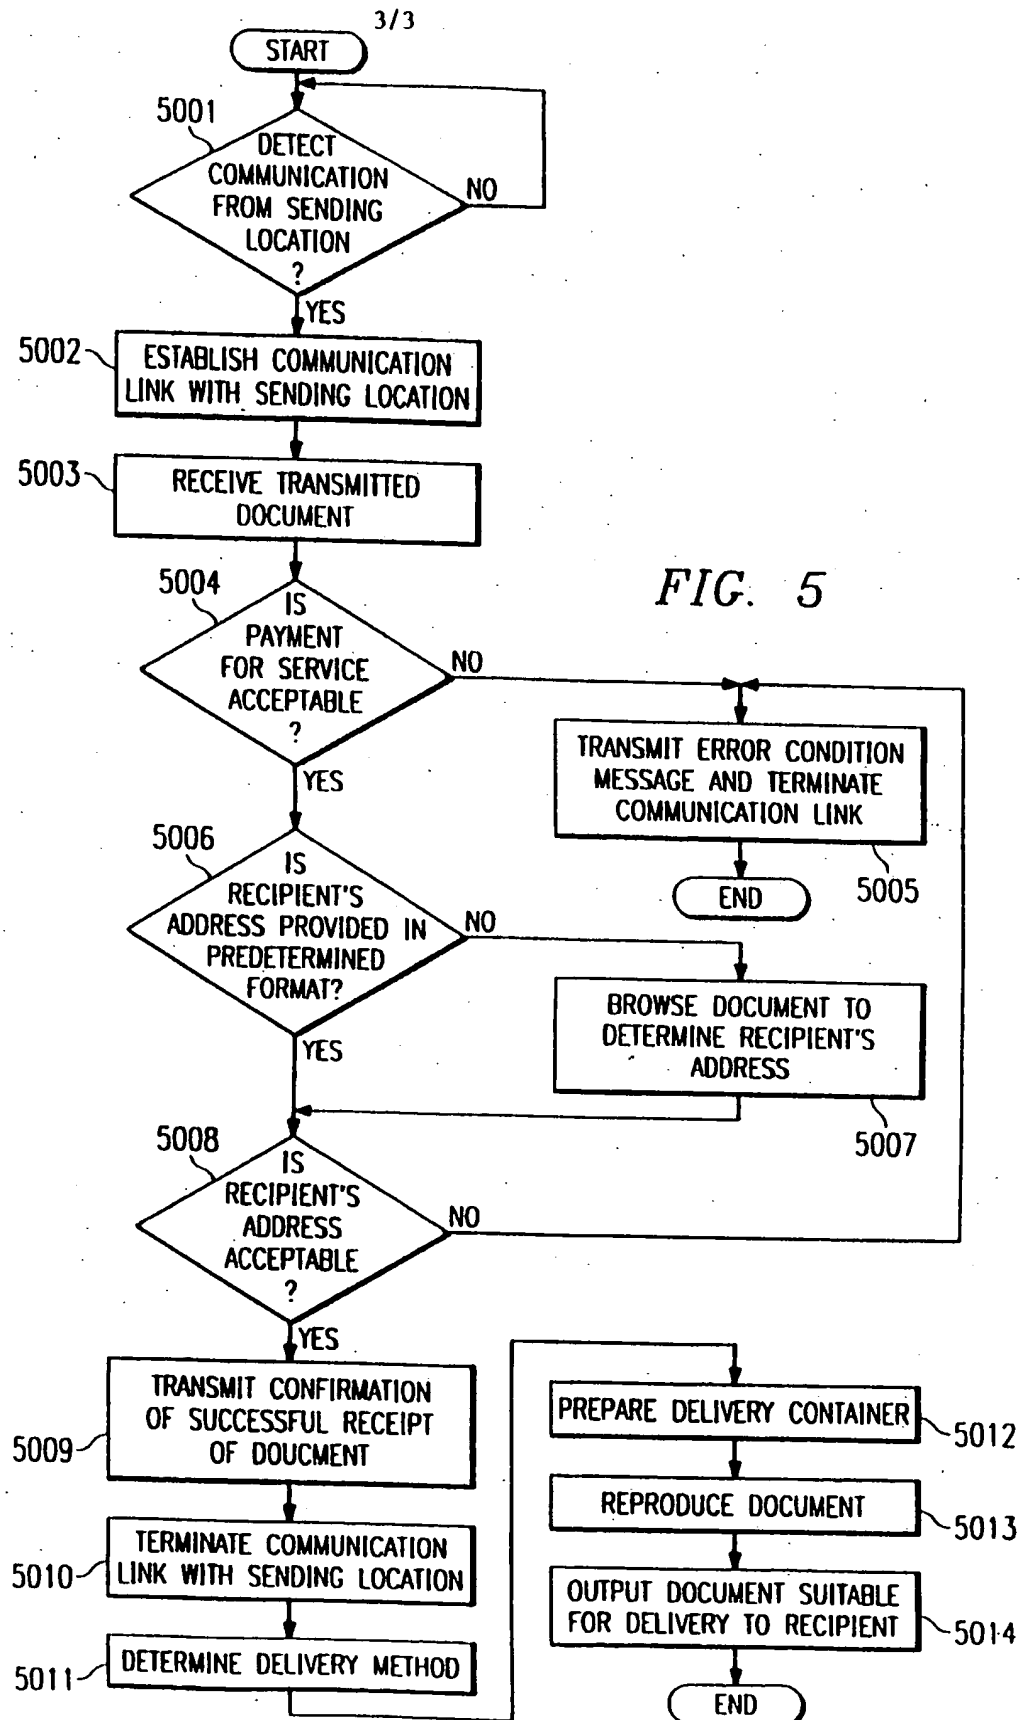 3/3
START
5001
DETECT
COMMUNICATION
FROM SENDING
LOCATION
?
NO
YES
5002
ESTABLISH COMMUNICATION
LINK WITH SENDING LOCATION
5003
RECEIVE TRANSMITTED
DOCUMENT
FIG. 5
5004
IS
PAYMENT
FOR SERVICE
ACCEPTABLE
?
NO
YES
TRANSMIT ERROR CONDITION
MESSAGE AND TERMINATE
COMMUNICATION LINK
5005
END
5006
IS
RECIPIENT'S
ADDRESS PROVIDED IN
PREDETERMINED
FORMAT?
NO
YES
BROWSE DOCUMENT TO
DETERMINE RECIPIENT'S
ADDRESS
5007
5008
IS
RECIPIENT'S
ADDRESS
ACCEPTABLE
?
NO
YES
TRANSMIT CONFIRMATION
OF SUCCESSFUL RECEIPT
OF DOUCMENT
5009
TERMINATE COMMUNICATION
LINK WITH SENDING LOCATION
5010
DETERMINE DELIVERY METHOD
5011
PREPARE DELIVERY CONTAINER
5012
REPRODUCE DOCUMENT
5013
OUTPUT DOCUMENT SUITABLE
FOR DELIVERY TO RECIPIENT
5014
END